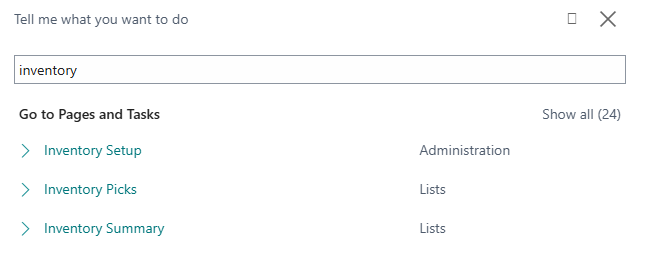 Tell me what you want to do
inventory
Go to Pages and Tasks Show all (24)
Inventory Setup Administration
Inventory Picks Lists
Inventory Summary Lists